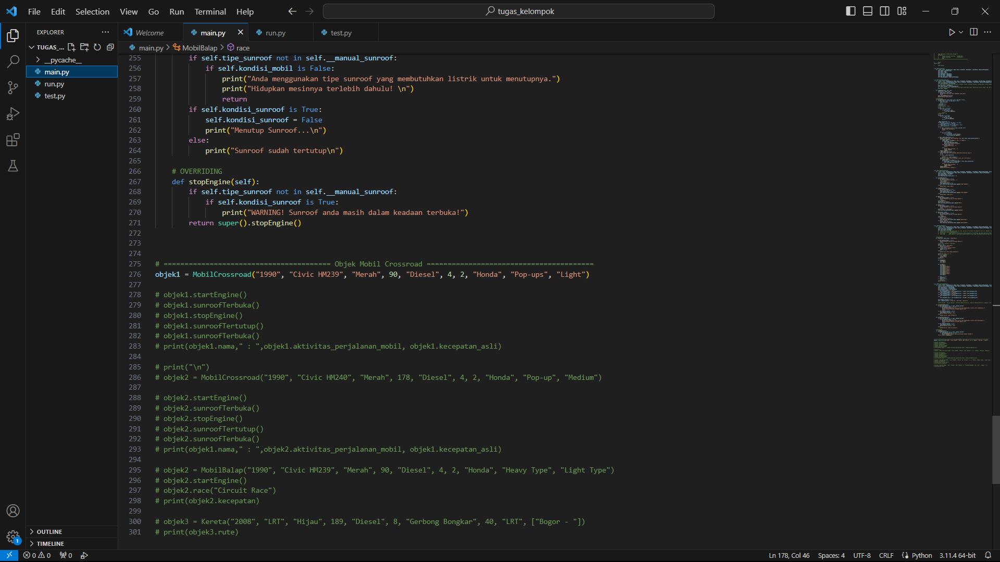 File Edit Selection View Go Run Terminal Help
tugas_kelompok
EXPLORER
TUGAS_...
__pycache__
main.py
run.py
test.py
OUTLINE
TIMELINE
Welcome main.py run.py test.py
main.py > MobilBalap > race
255 if self.tipe_sunroof not in self.__manual_sunroof:
256 if self.kondisi_mobil is False:
257 print("Anda menggunakan tipe sunroof yang membutuhkan listrik untuk menutupnya.")
258 print("Hidupkan mesinnya terlebih dahulu! \n")
259 return
260 if self.kondisi_sunroof is True:
261 self.kondisi_sunroof = False
262 print("Menutup Sunroof...\n")
263 else:
264 print("Sunroof sudah tertutup\n")
265
266 # OVERRIDING
267 def stopEngine(self):
268 if self.tipe_sunroof not in self.__manual_sunroof:
269 if self.kondisi_sunroof is True:
270 print("WARNING! Sunroof anda masih dalam keadaan terbuka!")
271 return super().stopEngine()
272
273
274
275 # ======================================== Objek Mobil Crossroad ========================================
276 objek1 = MobilCrossroad("1990", "Civic HM239", "Merah", 90, "Diesel", 4, 2, "Honda", "Pop-ups", "Light")
277
278 # objek1.startEngine()
279 # objek1.sunroofTerbuka()
280 # objek1.stopEngine()
281 # objek1.sunroofTertutup()
282 # objek1.sunroofTerbuka()
283 # print(objek1.nama," : ",objek1.aktivitas_perjalanan_mobil, objek1.kecepatan_asli)
284
285 # print("\n")
286 # objek2 = MobilCrossroad("1990", "Civic HM240", "Merah", 178, "Diesel", 4, 2, "Honda", "Pop-up", "Medium")
287
288 # objek2.startEngine()
289 # objek2.sunroofTerbuka()
290 # objek2.stopEngine()
291 # objek2.sunroofTertutup()
292 # objek2.sunroofTerbuka()
293 # print(objek1.nama," : ",objek2.aktivitas_perjalanan_mobil, objek1.kecepatan_asli)
294
295 # objek2 = MobilBalap("1990", "Civic HM239", "Merah", 90, "Diesel", 4, 2, "Honda", "Heavy Type", "Light Type")
296 # objek2.startEngine()
297 # objek2.race("Circuit Race")
298 # print(objek2.kecepatan)
299
300 # objek3 = Kereta("2008", "LRT", "Hijau", 189, "Diesel", 8, "Gerbong Bongkar", 40, "LRT", ["Bogor - "])
301 # print(objek3.rute)
1
0 0 0 Ln 178, Col 46 Spaces: 4 UTF-8 CRLF Python 3.11.4 64-bit